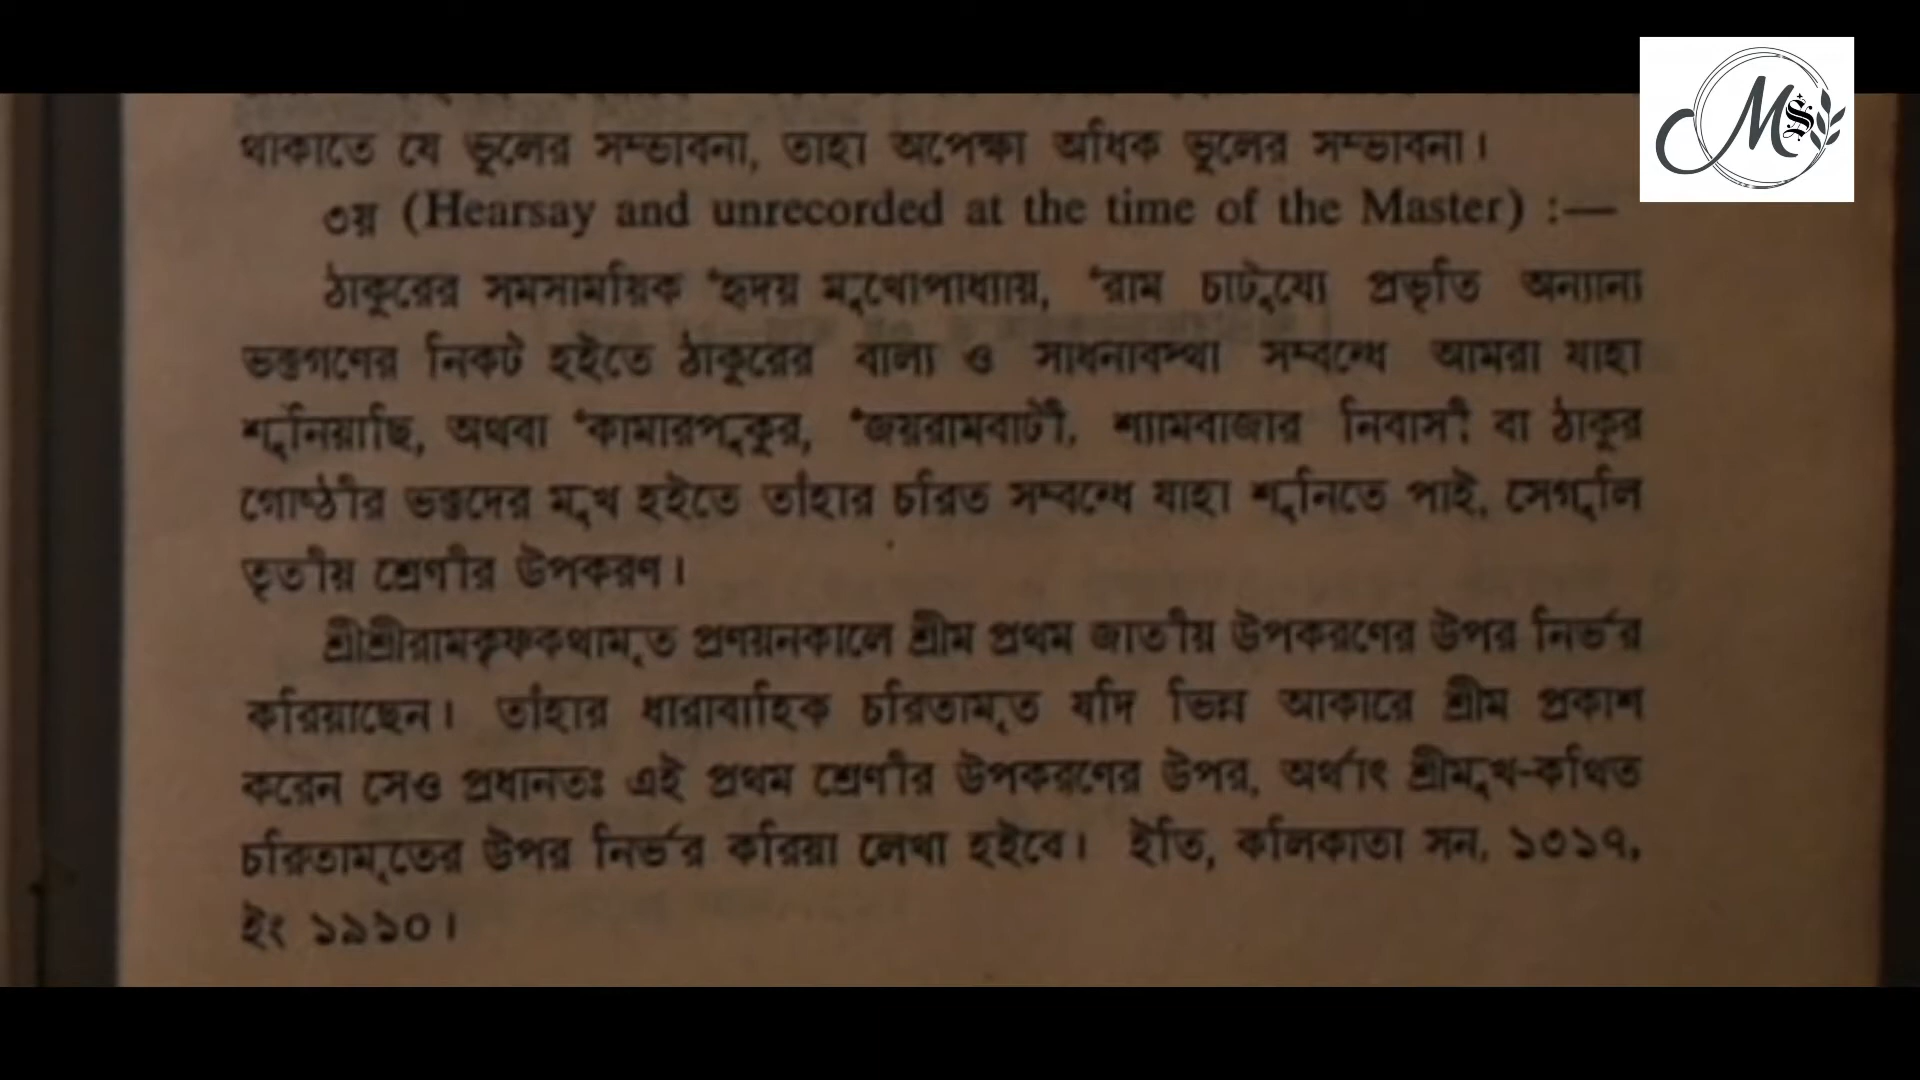 থাকাতে যে ভুলের সম্ভাবনা, তাহা অপেক্ষা অধিক ভুলের সম্ভাবনা।
৩য় (Hearsay and unrecorded at the time of the Master) :—
ঠাকুরের সমসাময়িক ৺হৃদয় মুখোপাধ্যায়, ৺রাম চাটুয্যে প্রভৃতি অন্যান্য
ভক্তগণের নিকট হইতে ঠাকুরের বাল্য ও সাধনাবস্থা সম্বন্ধে আমরা যাহা
শুনিয়াছি, অথবা ৺কামারপুকুর, ৺জয়রামবাটী, শ্যামবাজার নিবাসী বা ঠাকুর
গোষ্ঠীর ভক্তদের মুখ হইতে তাঁহার চরিত সম্বন্ধে যাহা শুনিতে পাই, সেগুলি
তৃতীয় শ্রেণীর উপকরণ।
শ্রীশ্রীরামকৃষ্ণকথামৃত প্রণয়নকালে শ্রীম প্রথম জাতীয় উপকরণের উপর নির্ভর
করিয়াছেন। তাঁহার ধারাবাহিক চরিতামৃত যদি ভিন্ন আকারে শ্রীম প্রকাশ
করেন সেও প্রধানতঃ এই প্রথম শ্রেণীর উপকরণের উপর, অর্থাৎ শ্রীমুখ-কথিত
চরিতামৃতের উপর নির্ভর করিয়া লেখা হইবে। ইতি, কলিকাতা সন, ১৩১৭,
ইং ১৯১০।
MS